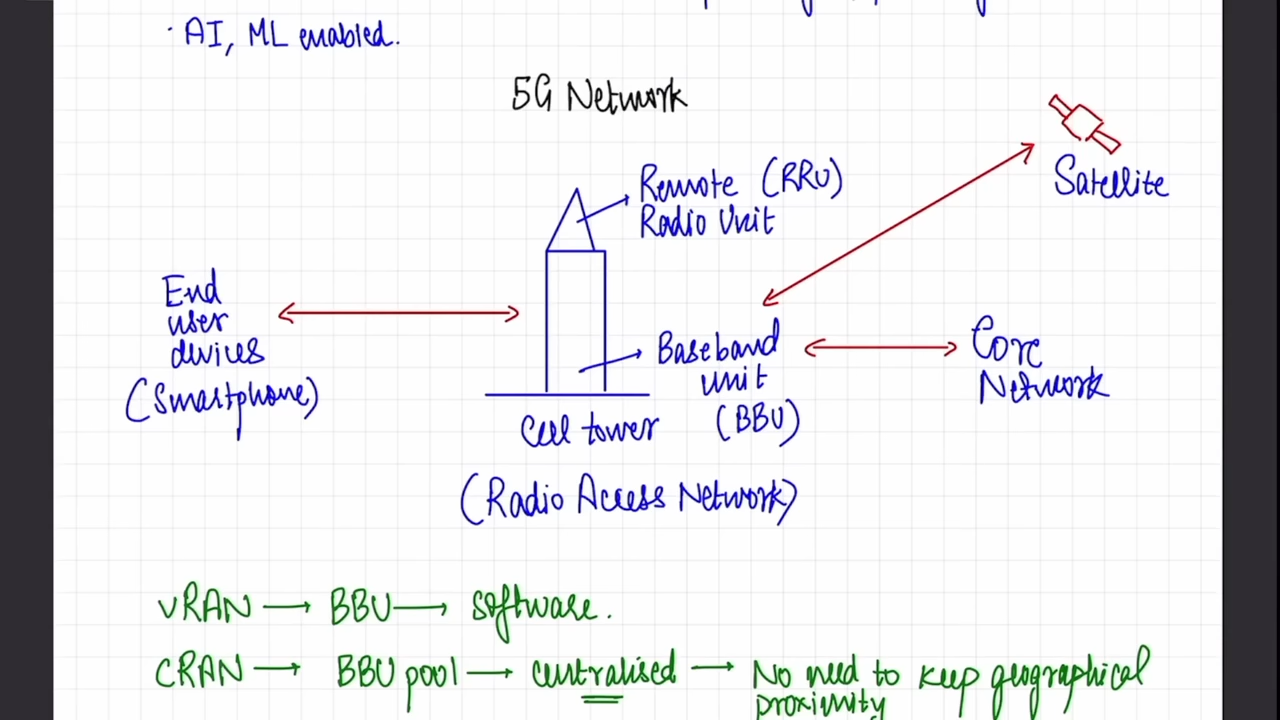 · AI, ML enabled.
5G Network
Remote (RRU)
Radio Unit
Satellite
End
user
devices
(Smartphone)
Baseband
unit
(BBU)
Core
Network
Cell tower
(Radio Access Network)
vRAN → BBU → software.
CRAN → BBU pool → centralised → No need to keep geographical
proximity